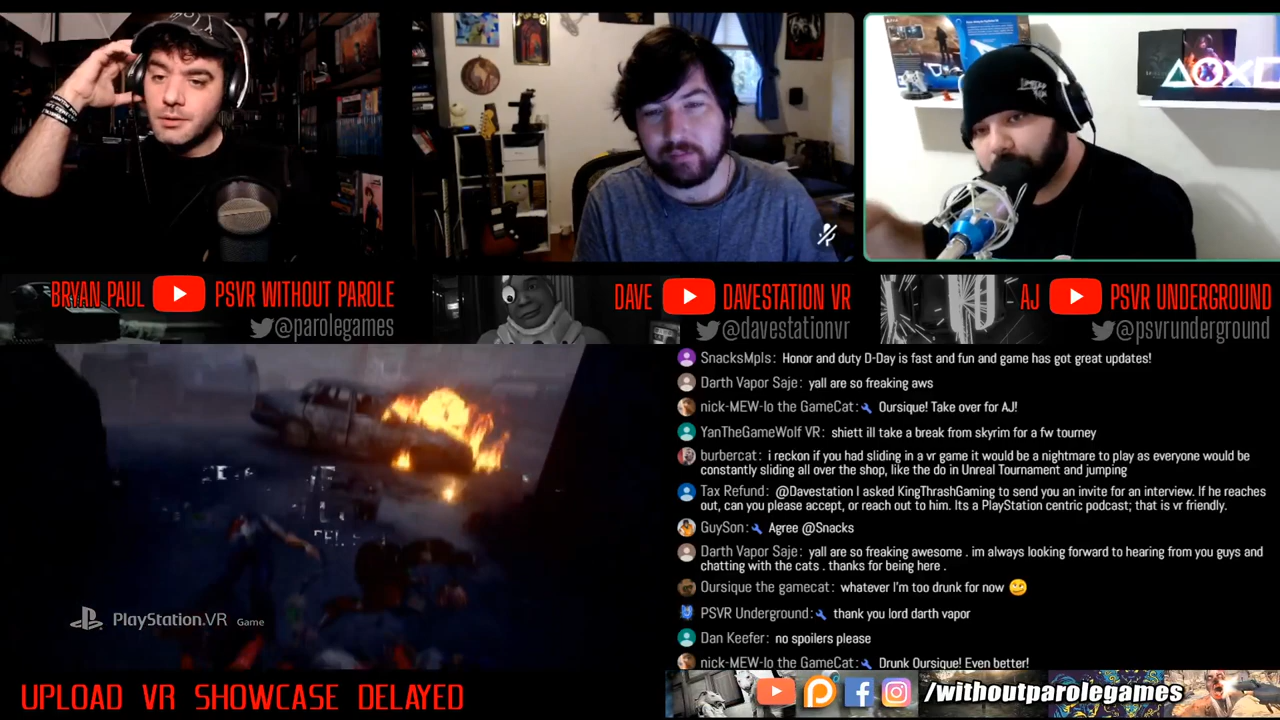 BRYAN PAUL PSVR WITHOUT PAROLE
@parolegames
DAVE DAVESTATION VR
@davestationvr
AJ PSVR UNDERGROUND
@psvrunderground
SnacksMpls: Honor and duty D-Day is fast and fun and game has got great updates!
Darth Vapor Saje: yall are so freaking aws
nick-MEW-lo the GameCat: Oursique! Take over for AJ!
YanTheGameWolf VR: shiett ill take a break from skyrim for a fw tourney
burbercat: i reckon if you had sliding in a vr game it would be a nightmare to play as everyone would be
constantly sliding all over the shop, like the do in Unreal Tournament and jumping
Tax Refund: @Davestation I asked KingThrashGaming to send you an invite for an interview. If he reaches
out, can you please accept, or reach out to him. Its a PlayStation centric podcast; that is vr friendly.
GuySon: Agree @Snacks
Darth Vapor Saje: yall are so freaking awesome . im always looking forward to hearing from you guys and
chatting with the cats . thanks for being here .
Oursique the gamecat: whatever I'm too drunk for now
PSVR Underground: thank you lord darth vapor
Dan Keefer: no spoilers please
nick-MEW-lo the GameCat: Drunk Oursique! Even better!
PlayStation.VR Game
UPLOAD VR SHOWCASE DELAYED
/withoutparolegames